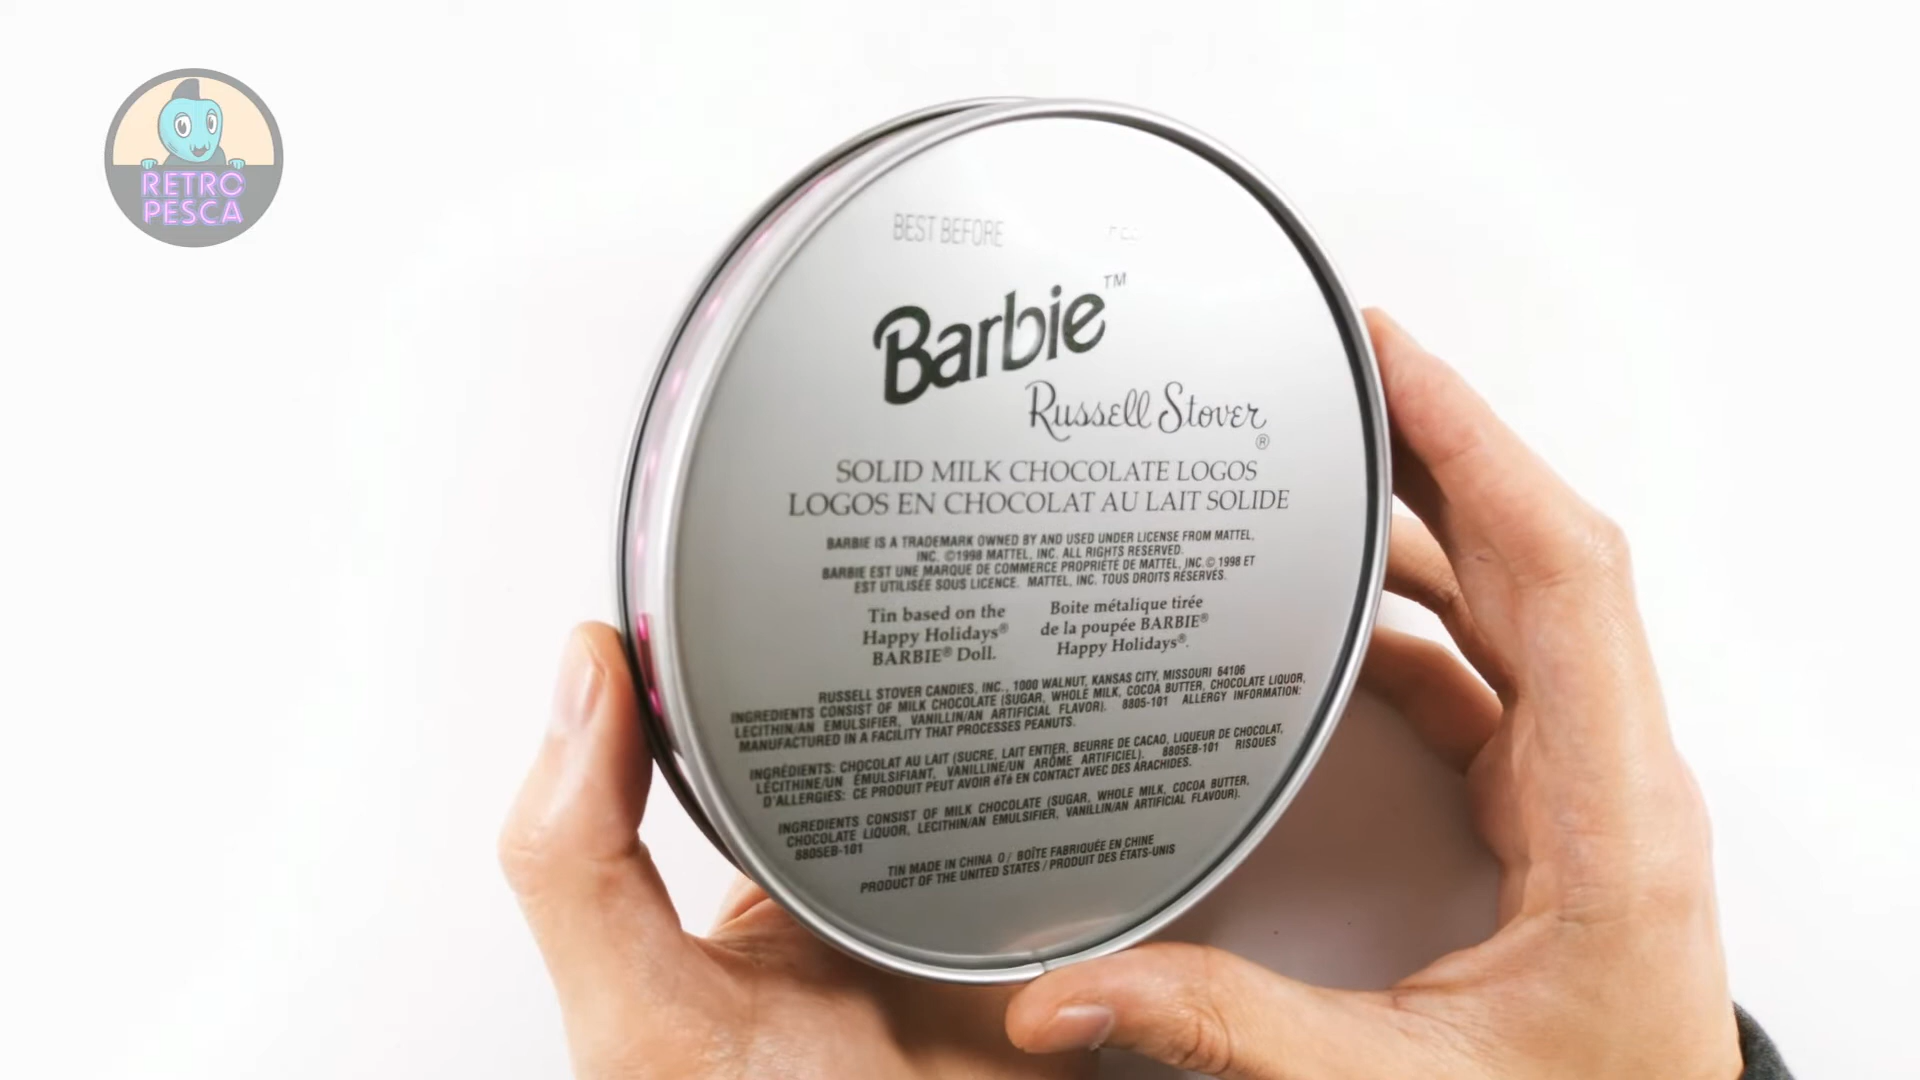 RETRO
PESCA
BEST BEFORE
Barbie™
Russell Stover®
SOLID MILK CHOCOLATE LOGOS
LOGOS EN CHOCOLAT AU LAIT SOLIDE
BARBIE IS A TRADEMARK OWNED BY AND USED UNDER LICENSE FROM MATTEL,
INC. ©1998 MATTEL, INC. ALL RIGHTS RESERVED.
BARBIE EST UNE MARQUE DE COMMERCE PROPRIÉTÉ DE MATTEL, INC.© 1998 ET
EST UTILISÉE SOUS LICENCE. MATTEL, INC. TOUS DROITS RÉSERVÉS.
Tin based on the
Happy Holidays®
BARBIE® Doll.
Boite métalique tirée
de la poupée BARBIE®
Happy Holidays®.
RUSSELL STOVER CANDIES, INC., 1000 WALNUT, KANSAS CITY, MISSOURI 64106
INGREDIENTS CONSIST OF MILK CHOCOLATE (SUGAR, WHOLE MILK, COCOA BUTTER, CHOCOLATE LIQUOR,
LECITHIN/AN EMULSIFIER, VANILLIN/AN ARTIFICIAL FLAVOR). 8805-101 ALLERGY INFORMATION:
MANUFACTURED IN A FACILITY THAT PROCESSES PEANUTS.
INGRÉDIENTS: CHOCOLAT AU LAIT (SUCRE, LAIT ENTIER, BEURRE DE CACAO, LIQUEUR DE CHOCOLAT,
LÉCITHINE/UN ÉMULSIFIANT, VANILLINE/UN ARÔME ARTIFICIEL). 8805EB-101 RISQUES
D'ALLERGIES: CE PRODUIT PEUT AVOIR éTé EN CONTACT AVEC DES ARACHIDES.
INGREDIENTS CONSIST OF MILK CHOCOLATE (SUGAR, WHOLE MILK, COCOA BUTTER,
CHOCOLATE LIQUOR, LECITHIN/AN EMULSIFIER, VANILLIN/AN ARTIFICIAL FLAVOUR).
8805EB-101
TIN MADE IN CHINA O/ BOÎTE FABRIQUÉE EN CHINE
PRODUCT OF THE UNITED STATES / PRODUIT DES ÉTATS-UNIS